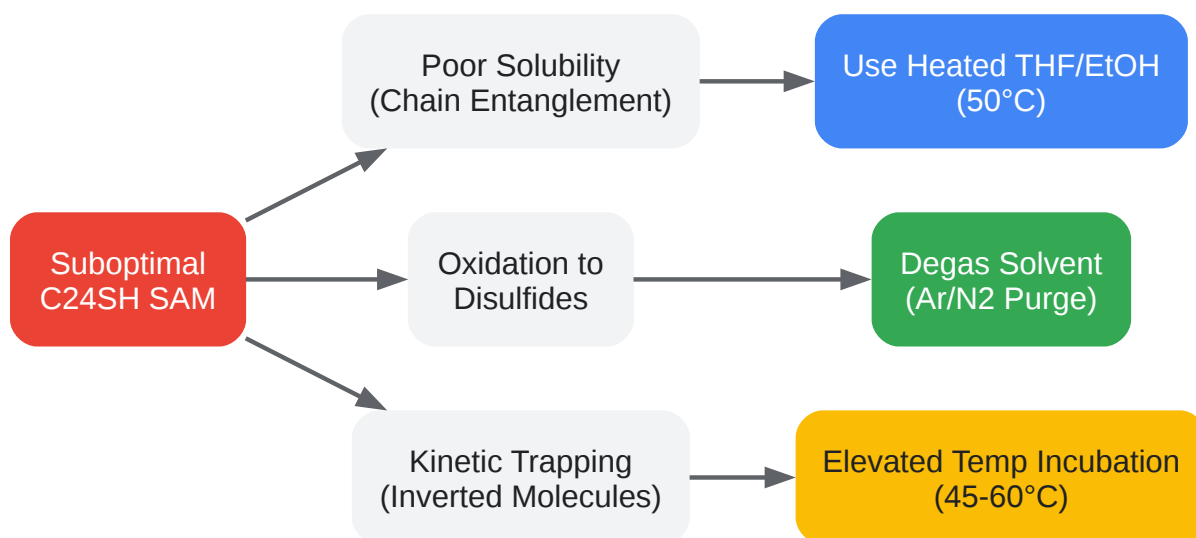 Poor Solubility
(Chain Entanglement)
Use Heated THF/EtOH
(50°C)
Suboptimal
C24SH SAM
Oxidation to
Disulfides
Degas Solvent
(Ar/N2 Purge)
Kinetic Trapping
(Inverted Molecules)
Elevated Temp Incubation
(45-60°C)